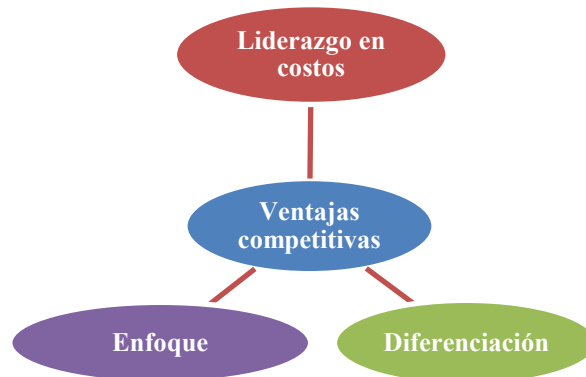 Liderazgo en
costos
Ventajas
competitivas
Enfoque
Diferenciación